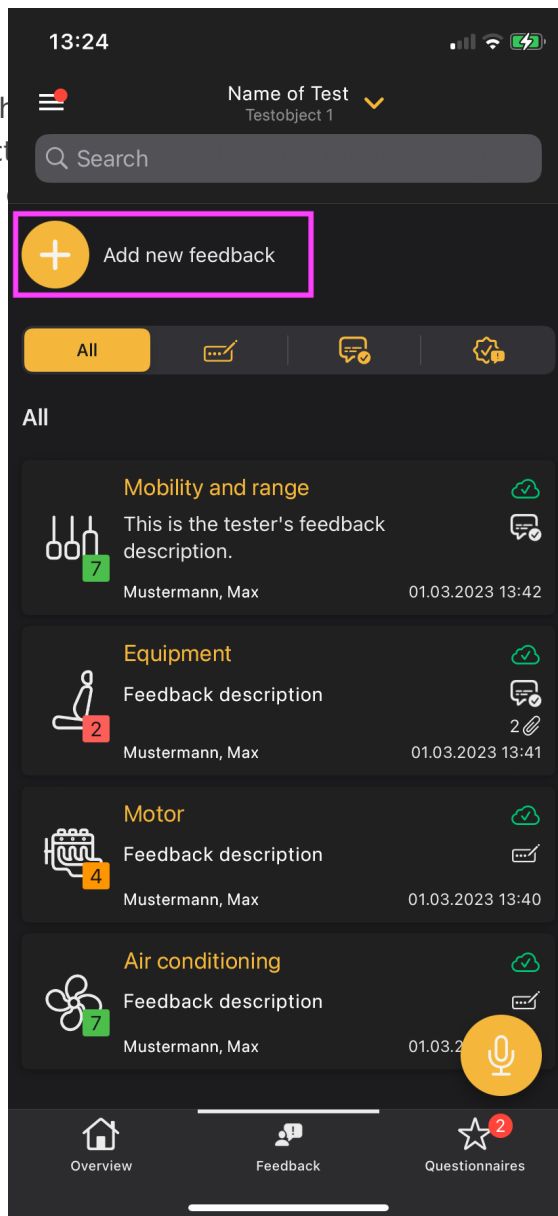 13:24
Name of Test
Testobject 1
Search
Add new feedback
All
All
Mobility and range
This is the tester's feedback
description.
7
Mustermann, Max 01.03.2023 13:42
Equipment
Feedback description
2
2
Mustermann, Max 01.03.2023 13:41
Motor
Feedback description
4
Mustermann, Max 01.03.2023 13:40
Air conditioning
Feedback description
7
Mustermann, Max 01.03.2
2
Overview Feedback Questionnaires